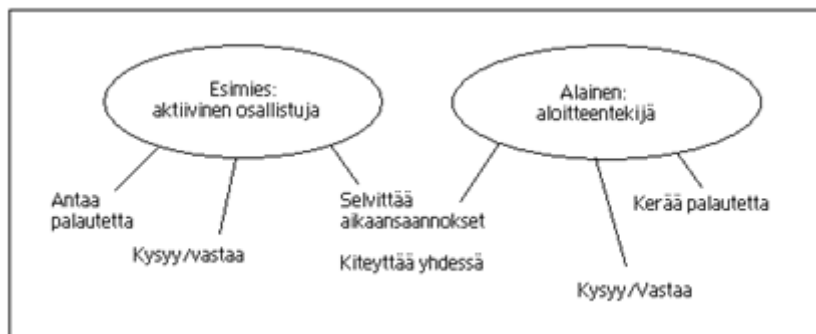 Esimies:
aktiivinen osallistuja
Alainen:
aloitteentekijä
Antaa
palautetta
Kysyy/vastaa
Selvittää
aikaansaannokset
Kiteyttää yhdessä
Kerää palautetta
Kysyy/Vastaa